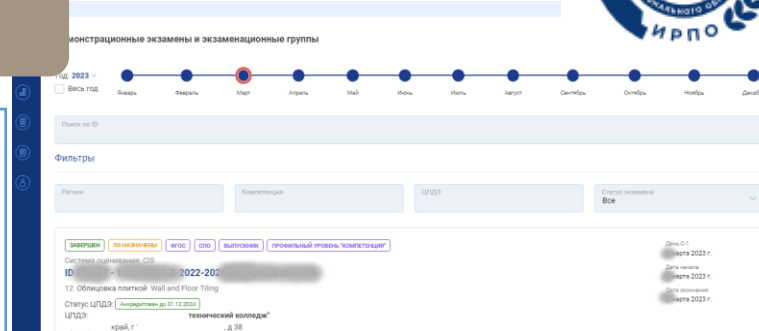 ИРПО
монстрационные экзамены и экзаменационные группы
Год: 2023
Весь год
Январь Февраль Март Апрель Май Июнь Июль Август Сентябрь Октябрь Ноябрь Декаб
Поиск по ID
Фильтры
Регион Компетенция ЦПДЭ Статус экзамена
Все
ЗАВЕРШЕН ЛЭ НАЗНАЧЕНЫ ФГОС СПО ВЫПУСКНИК ПРОФИЛЬНЫЙ УРОВЕНЬ "КОМПЕТЕНЦИЯ"
День С-1
марта 2023 г.
Система оценивания: CIS
ID -2022-202
Дата начала
марта 2023 г.
12 Облицовка плиткой Wall and Floor Tiling
Дата окончания
марта 2023 г.
Статус ЦПДЭ: Аккредитован до 31.12.2024
ЦПДЭ: технический колледж"
край, г , д 38